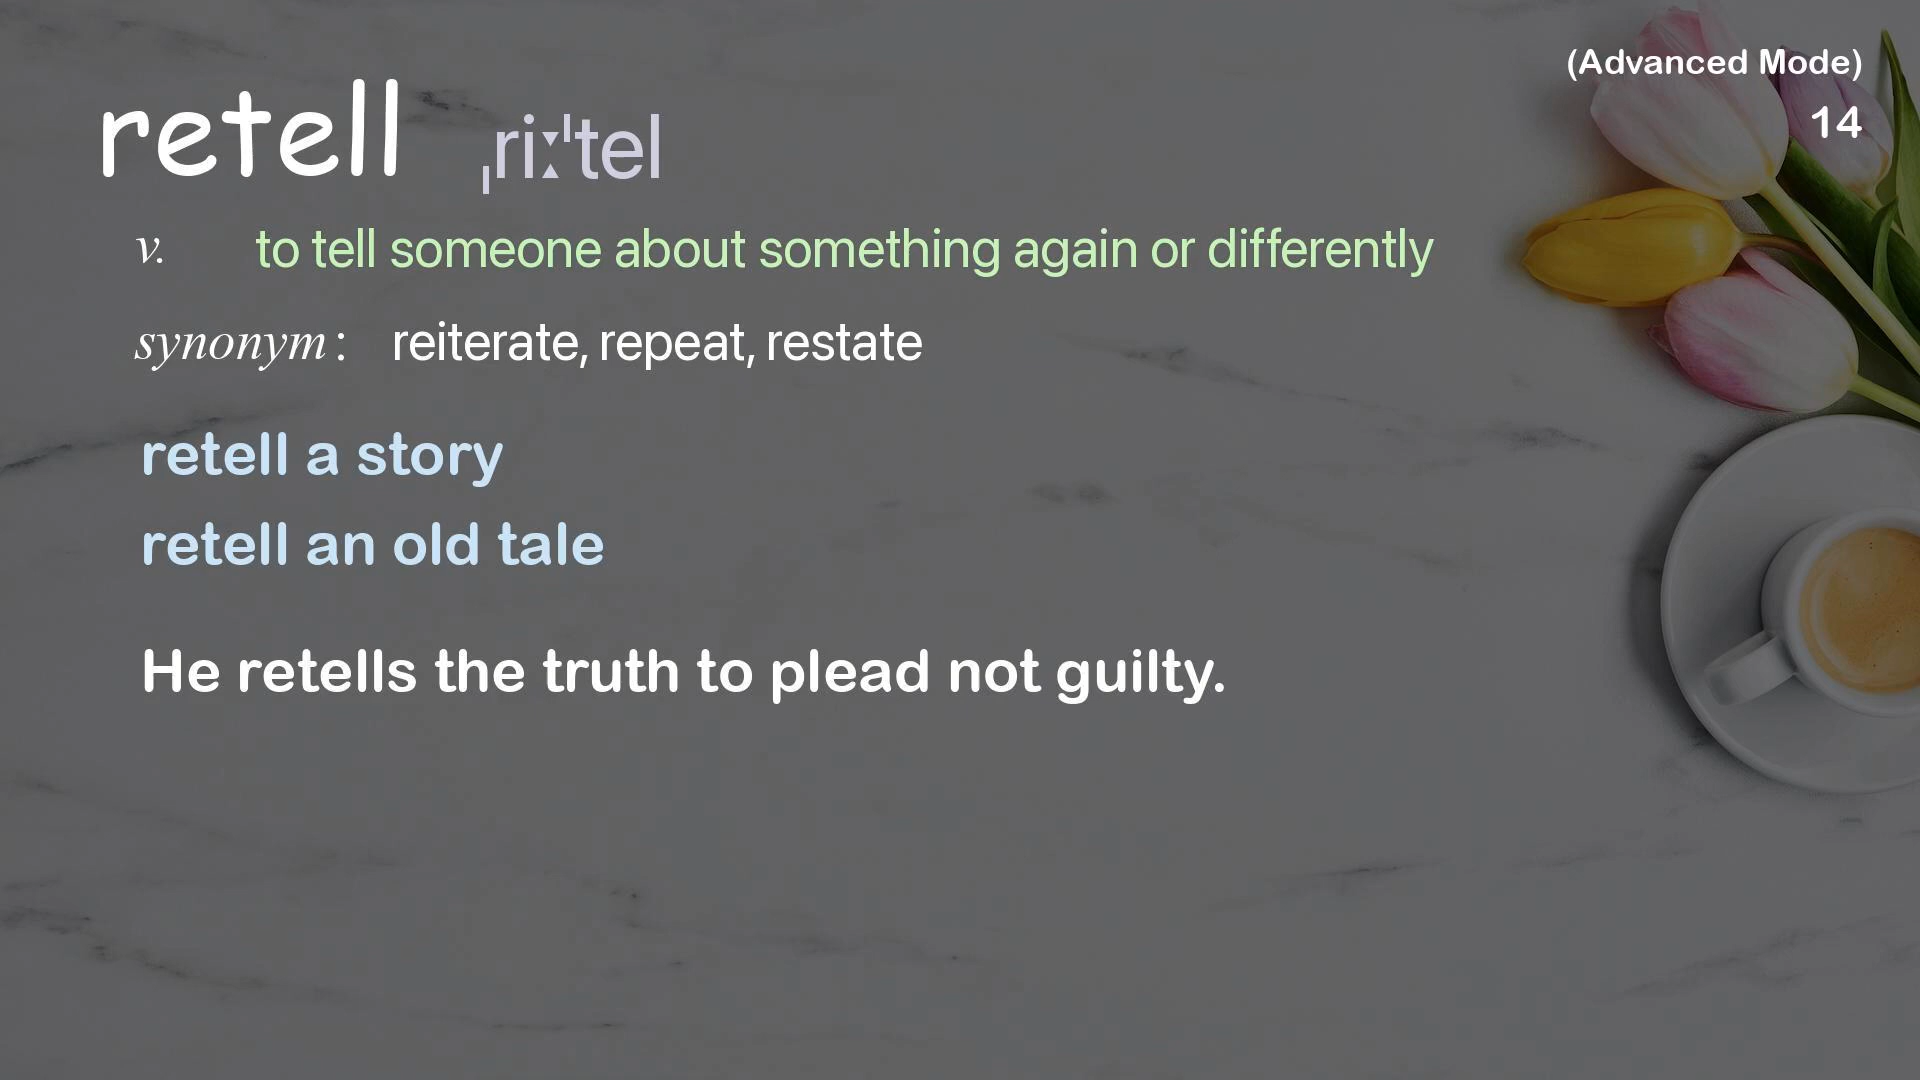 (Advanced Mode)
14
retell ˌriːˈtel
v. to tell someone about something again or differently
synonym: reiterate, repeat, restate
retell a story
retell an old tale
He retells the truth to plead not guilty.